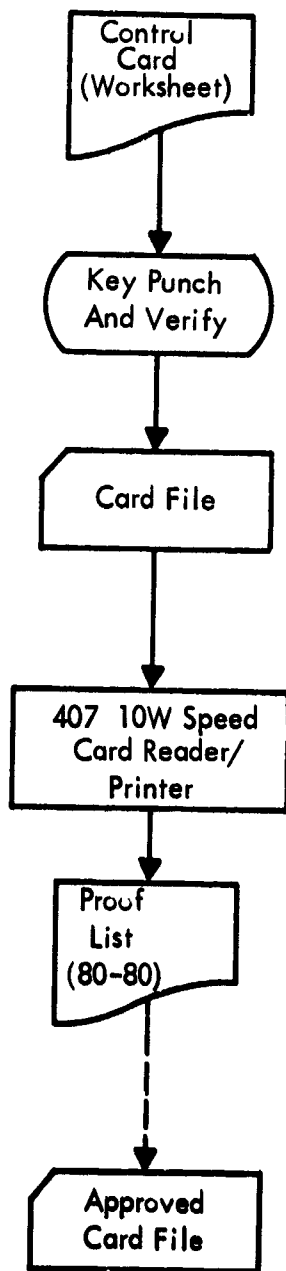 Control
Card
(Worksheet)
Key Punch
And Verify
Card File
407 10W Speed
Card Reader/
Printer
Proof
List
(80-80)
Approved
Card File